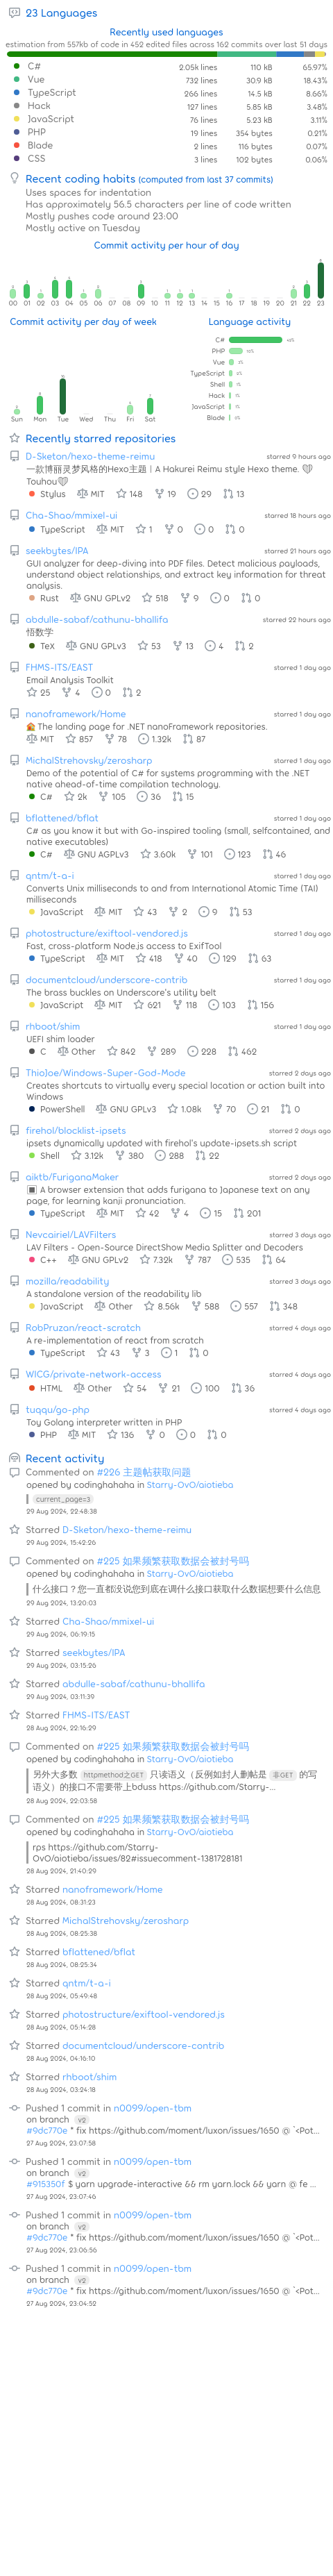 23 Languages
Recently used languages
estimation from 557kb of code in 452 edited files across 162 commits over last 51 days
C# 2.05k lines 110 kB 65.97%
Vue 732 lines 30.9 kB 18.43%
TypeScript 266 lines 14.5 kB 8.66%
Hack 127 lines 5.85 kB 3.48%
JavaScript 76 lines 5.23 kB 3.11%
PHP 19 lines 354 bytes 0.21%
Blade 2 lines 116 bytes 0.07%
CSS 3 lines 102 bytes 0.06%
Recent coding habits (computed from last 37 commits)
Uses spaces for indentation
Has approximately 56.5 characters per line of code written
Mostly pushes code around 23:00
Mostly active on Tuesday
Commit activity per hour of day
00 01 02 03 04 05 06 07 08 09 10 11 12 13 14 15 16 17 18 19 20 21 22 23
Commit activity per day of week
Sun Mon Tue Wed Thu Fri Sat
Language activity
C#
PHP
Vue
TypeScript
Shell
Hack
JavaScript
Blade
Recently starred repositories
D-Sketon/hexo-theme-reimu starred 9 hours ago
一款博丽灵梦风格的Hexo主题 | A Hakurei Reimu style Hexo theme. 
Touhou
Stylus MIT 148 19 29 13
Cha-Shao/mmixel-ui starred 18 hours ago
TypeScript MIT 1 0 0 0
seekbytes/IPA starred 21 hours ago
GUI analyzer for deep-diving into PDF files. Detect malicious payloads,
understand object relationships, and extract key information for threat
analysis.
Rust GNU GPLv2 518 9 0 0
abdulle-sabaf/cathunu-bhallifa starred 22 hours ago
悟数学
TeX GNU GPLv3 53 13 4 2
FHMS-ITS/EAST starred 1 day ago
Email Analysis Toolkit
25 4 0 2
nanoframework/Home starred 1 day ago
🏠 The landing page for .NET nanoFramework repositories.
MIT 857 78 1.32k 87
MichalStrehovsky/zerosharp starred 1 day ago
Demo of the potential of C# for systems programming with the .NET
native ahead-of-time compilation technology.
C# 2k 105 36 15
bflattened/bflat starred 1 day ago
C# as you know it but with Go-inspired tooling (small, selfcontained, and
native executables)
C# GNU AGPLv3 3.60k 101 123 46
qntm/t-a-i starred 1 day ago
Converts Unix milliseconds to and from International Atomic Time (TAI)
milliseconds
JavaScript MIT 43 2 9 53
photostructure/exiftool-vendored.js starred 1 day ago
Fast, cross-platform Node.js access to ExifTool
TypeScript MIT 418 40 129 63
documentcloud/underscore-contrib starred 1 day ago
The brass buckles on Underscore's utility belt
JavaScript MIT 621 118 103 156
rhboot/shim starred 1 day ago
UEFI shim loader
C Other 842 289 228 462
ThioJoe/Windows-Super-God-Mode starred 2 days ago
Creates shortcuts to virtually every special location or action built into
Windows
PowerShell GNU GPLv3 1.08k 70 21 0
firehol/blocklist-ipsets starred 2 days ago
ipsets dynamically updated with firehol's update-ipsets.sh script
Shell 3.12k 380 288 22
aiktb/FuriganaMaker starred 2 days ago
A browser extension that adds furigana to Japanese text on any
page, for learning kanji pronunciation.
TypeScript MIT 42 4 15 201
Nevcairiel/LAVFilters starred 3 days ago
LAV Filters - Open-Source DirectShow Media Splitter and Decoders
C++ GNU GPLv2 7.32k 787 535 64
mozilla/readability starred 3 days ago
A standalone version of the readability lib
JavaScript Other 8.56k 588 557 348
RobPruzan/react-scratch starred 4 days ago
A re-implementation of react from scratch
TypeScript 43 3 1 0
WICG/private-network-access starred 4 days ago
HTML Other 54 21 100 36
tuqqu/go-php starred 4 days ago
Toy Golang interpreter written in PHP
PHP MIT 136 0 0 0
Recent activity
Commented on #226 主题帖获取问题
opened by codinghahaha in Starry-OvO/aiotieba
current_page=3
29 Aug 2024, 22:48:38
Starred D-Sketon/hexo-theme-reimu
29 Aug 2024, 15:42:26
Commented on #225 如果频繁获取数据会被封号吗
opened by codinghahaha in Starry-OvO/aiotieba
什么接口？您一直都没说您到底在调什么接口获取什么数据想要什么信息
29 Aug 2024, 13:20:03
Starred Cha-Shao/mmixel-ui
29 Aug 2024, 06:19:15
Starred seekbytes/IPA
29 Aug 2024, 03:15:26
Starred abdulle-sabaf/cathunu-bhallifa
29 Aug 2024, 03:11:39
Starred FHMS-ITS/EAST
28 Aug 2024, 22:16:29
Commented on #225 如果频繁获取数据会被封号吗
opened by codinghahaha in Starry-OvO/aiotieba
另外大多数 httpmethod之GET 只读语义（反例如封人删帖是 非GET 的写
语义）的接口不需要带上bduss https://github.com/Starry-...
28 Aug 2024, 22:03:58
Commented on #225 如果频繁获取数据会被封号吗
opened by codinghahaha in Starry-OvO/aiotieba
rps https://github.com/Starry-
OvO/aiotieba/issues/82#issuecomment-1381728181
28 Aug 2024, 21:40:29
Starred nanoframework/Home
28 Aug 2024, 08:31:23
Starred MichalStrehovsky/zerosharp
28 Aug 2024, 08:25:38
Starred bflattened/bflat
28 Aug 2024, 08:25:34
Starred qntm/t-a-i
28 Aug 2024, 05:49:48
Starred photostructure/exiftool-vendored.js
28 Aug 2024, 05:14:28
Starred documentcloud/underscore-contrib
28 Aug 2024, 04:16:10
Starred rhboot/shim
28 Aug 2024, 03:24:18
Pushed 1 commit in n0099/open-tbm
on branch v2
#9dc770e * fix https://github.com/moment/luxon/issues/1650 @ `<Pot...
27 Aug 2024, 23:07:58
Pushed 1 commit in n0099/open-tbm
on branch v2
#915350f $ yarn upgrade-interactive && rm yarn.lock && yarn @ fe ...
27 Aug 2024, 23:07:46
Pushed 1 commit in n0099/open-tbm
on branch v2
#9dc770e * fix https://github.com/moment/luxon/issues/1650 @ `<Pot...
27 Aug 2024, 23:06:56
Pushed 1 commit in n0099/open-tbm
on branch v2
#9dc770e * fix https://github.com/moment/luxon/issues/1650 @ `<Pot...
27 Aug 2024, 23:04:52